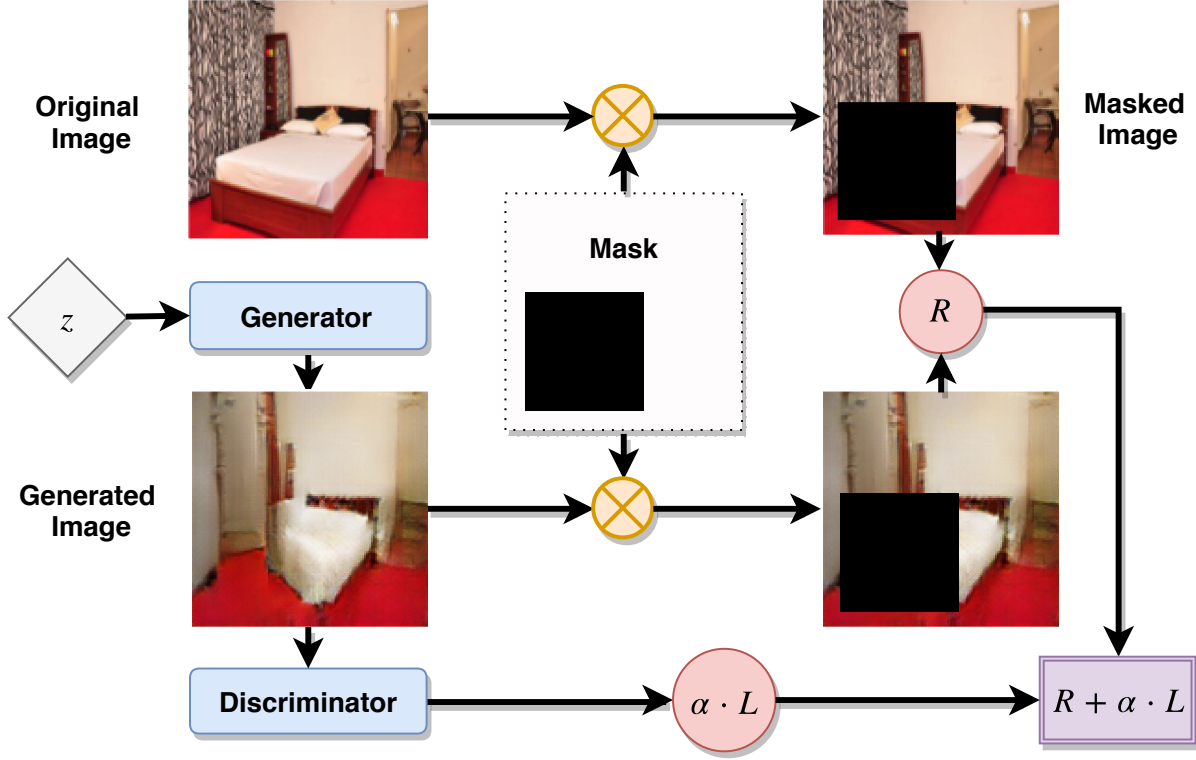 Original
Image
Masked
Image
Mask
z
Generator
R
Generated
Image
Discriminator
α · L
R + α · L